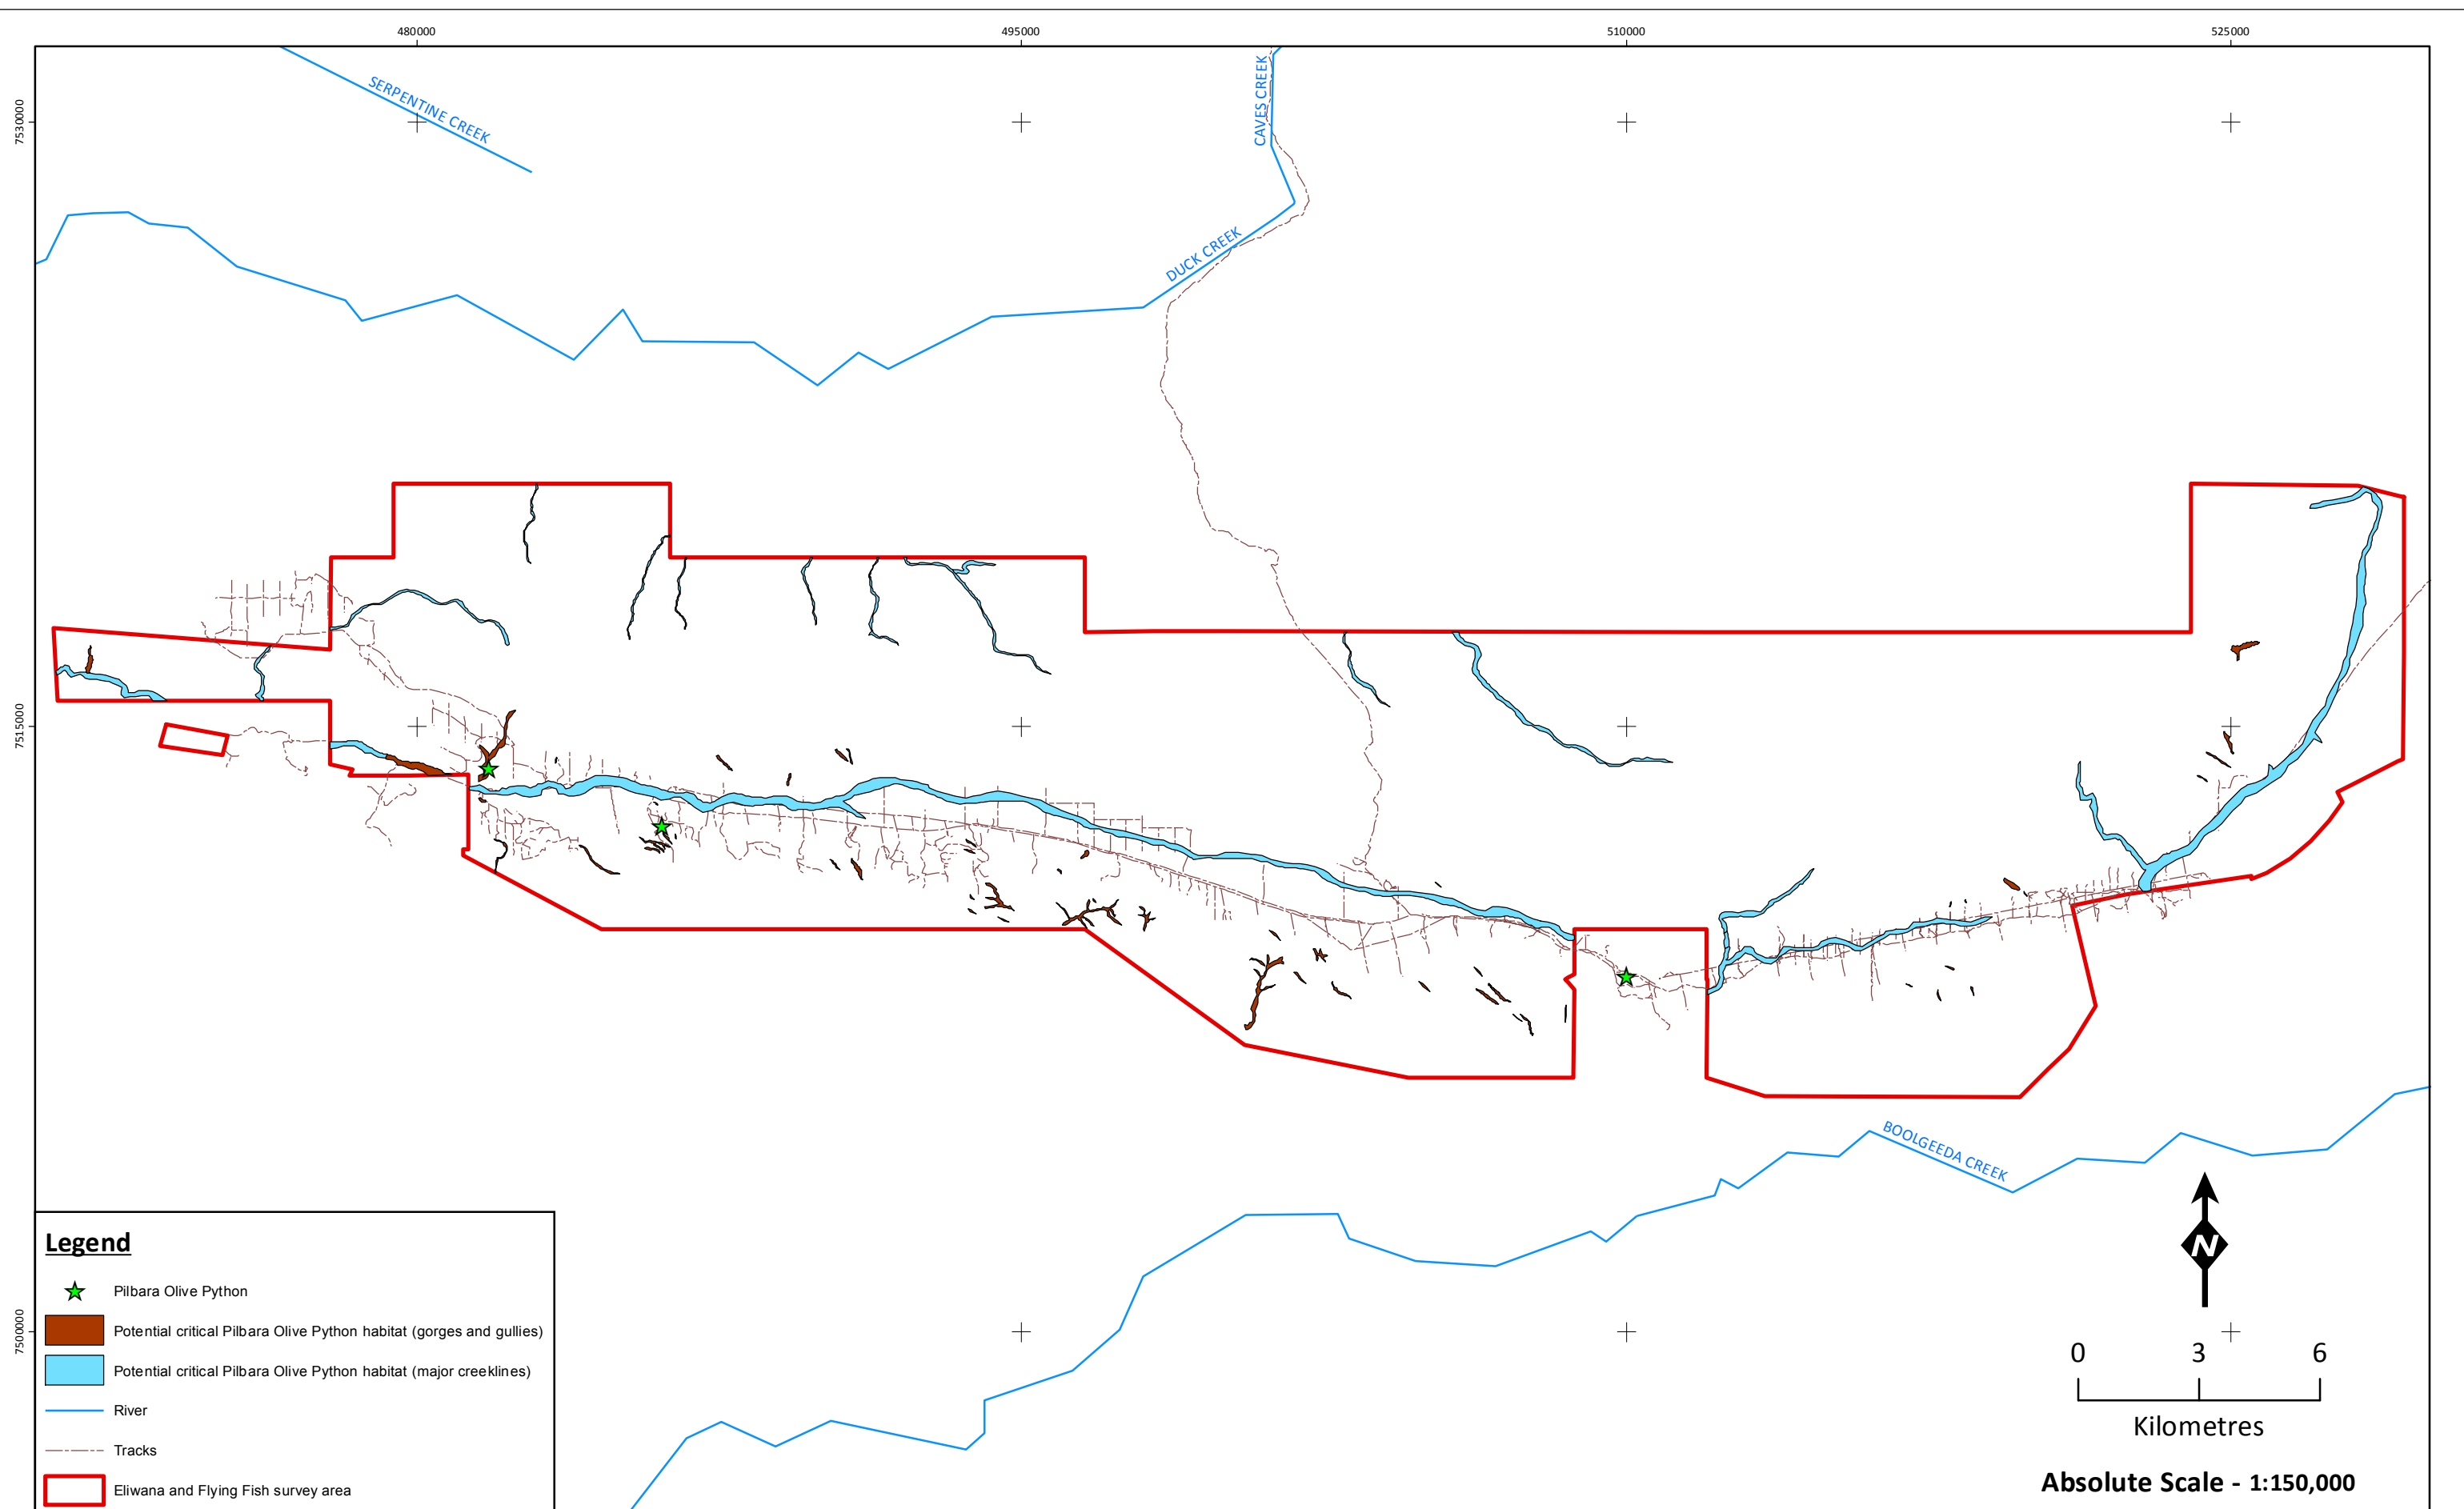 480000
495000
510000
525000
7530000
7515000
7500000
SERPENTINE CREEK
CAVES CREEK
DUCK CREEK
BOOLGEEDA CREEK
Legend
Pilbara Olive Python
Potential critical Pilbara Olive Python habitat (gorges and gullies)
Potential critical Pilbara Olive Python habitat (major creeklines)
River
Tracks
Eliwana and Flying Fish survey area
N
0 3 6
Kilometres
Absolute Scale - 1:150,000